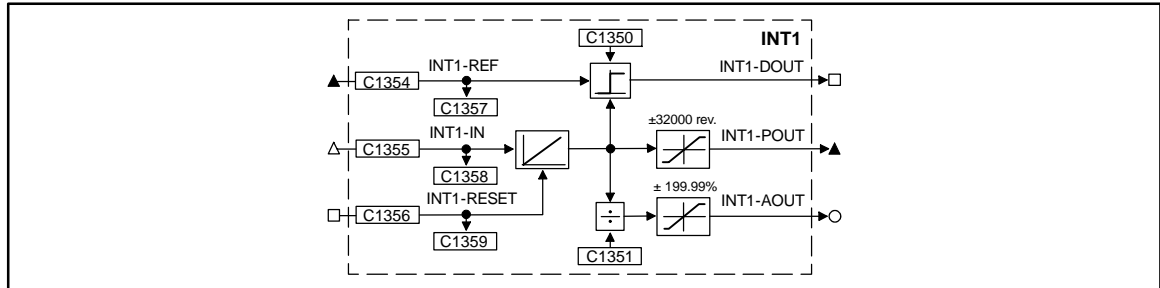 C1350
INT1
INT1-REF
INT1-DOUT
C1354
C1357
±32000 rev.
INT1-IN
INT1-POUT
C1355
C1358
± 199.99%
INT1-RESET
INT1-AOUT
C1356
÷
C1359
C1351